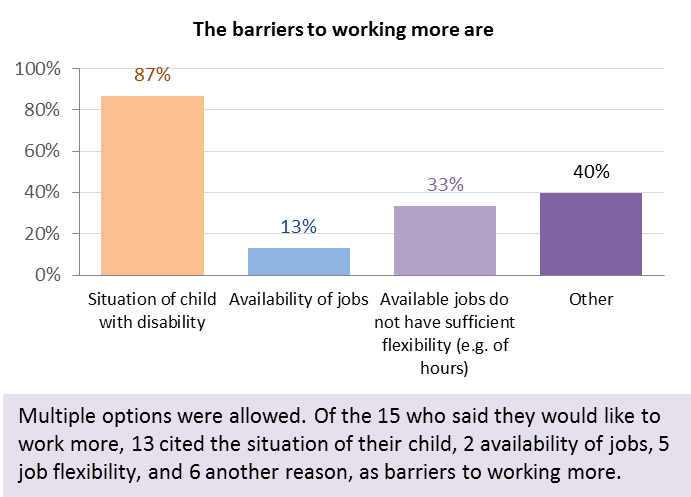 The barriers to working more are
100%
80%
60%
40%
20%
0%
87%
13%
33%
40%
Situation of child
with disability
Availability of jobs
Available jobs do
not have sufficient
flexibility (e.g. of
hours)
Other
Multiple options were allowed. Of the 15 who said they would like to
work more, 13 cited the situation of their child, 2 availability of jobs, 5
job flexibility, and 6 another reason, as barriers to working more.